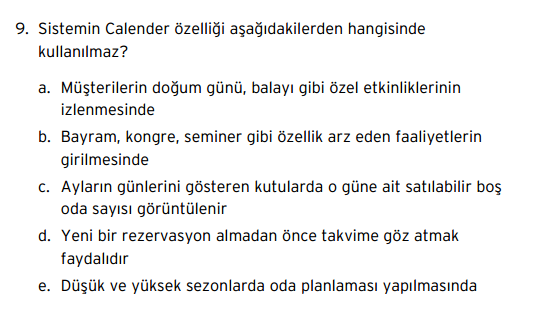 9. Sistemin Calender özelliği aşağıdakilerden hangisinde
kullanılmaz?
a. Müşterilerin doğum günü, balayı gibi özel etkinliklerinin
izlenmesinde
b. Bayram, kongre, seminer gibi özellik arz eden faaliyetlerin
girilmesinde
c. Ayların günlerini gösteren kutularda o güne ait satılabilir boş
oda sayısı görüntülenir
d. Yeni bir rezervasyon almadan önce takvime göz atmak
faydalıdır
e. Düşük ve yüksek sezonlarda oda planlaması yapılmasında